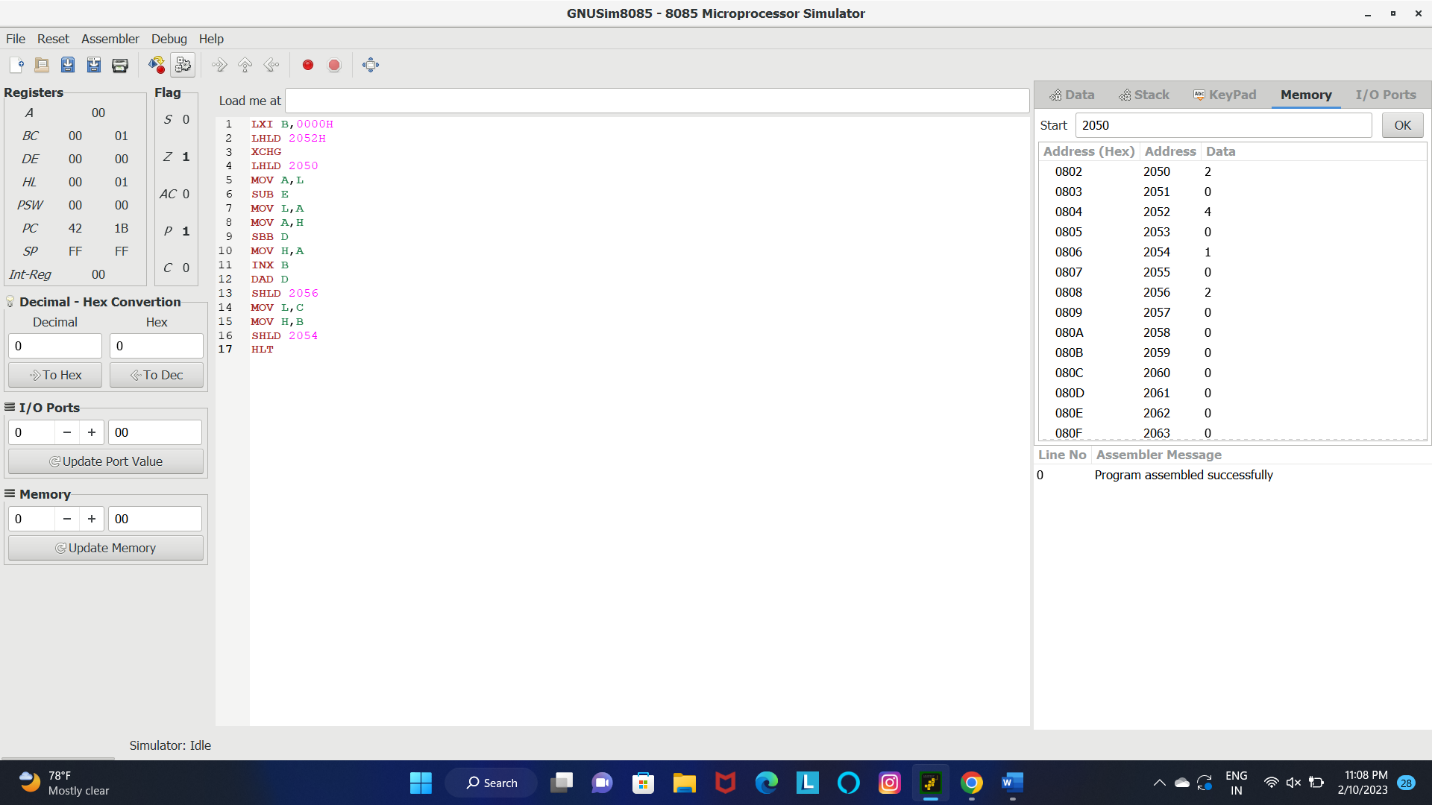 GNUSim8085 - 8085 Microprocessor Simulator
File Reset Assembler Debug Help
Registers
A 00
BC 00 01
DE 00 00
HL 00 01
PSW 00 00
PC 42 1B
SP FF FF
Int-Reg 00
Flag
S 0
Z 1
AC 0
P 1
C 0
Decimal - Hex Convertion
Decimal Hex
0 0
To Hex To Dec
I/O Ports
0 − + 00
Update Port Value
Memory
0 − + 00
Update Memory
Load me at
1 LXI B,0000H
2 LHLD 2052H
3 XCHG
4 LHLD 2050
5 MOV A,L
6 SUB E
7 MOV L,A
8 MOV A,H
9 SBB D
10 MOV H,A
11 INX B
12 DAD D
13 SHLD 2056
14 MOV L,C
15 MOV H,B
16 SHLD 2054
17 HLT
Data Stack KeyPad Memory I/O Ports
Start 2050 OK
Address (Hex) Address Data
0802 2050 2
0803 2051 0
0804 2052 4
0805 2053 0
0806 2054 1
0807 2055 0
0808 2056 2
0809 2057 0
080A 2058 0
080B 2059 0
080C 2060 0
080D 2061 0
080E 2062 0
080F 2063 0
Line No Assembler Message
0 Program assembled successfully
Simulator: Idle
78°F
Mostly clear
Search
ENG
IN
11:08 PM
2/10/2023
28